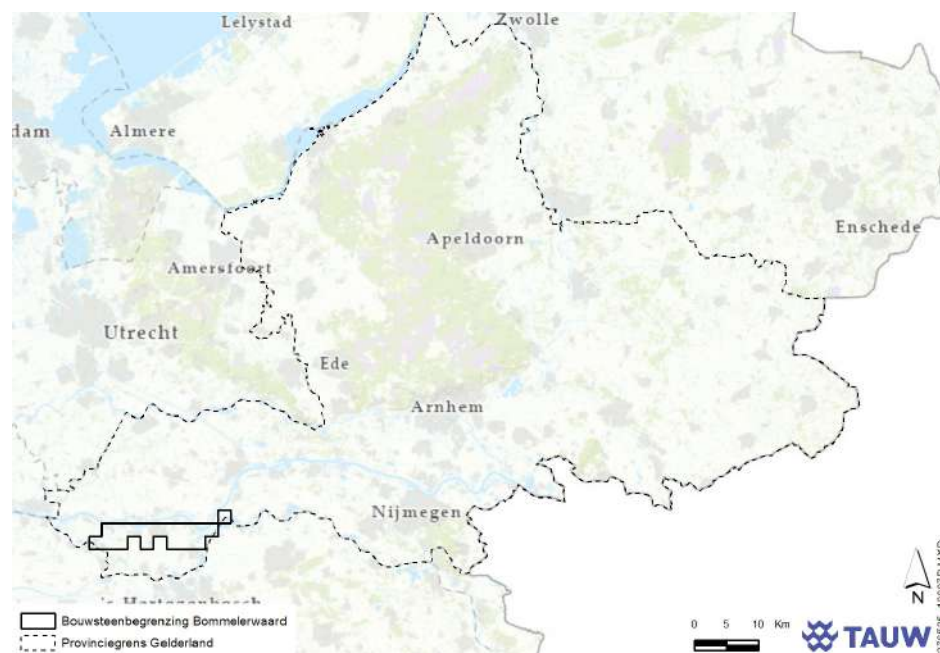 Lelystad
Zwolle
dam
Almere
Enschede
Apeldoorn
Amersfoort
Utrecht
Ede
Arnhem
Nijmegen
's Hertogenbosch
Bouwsteenbegrenzing Bommelerwaard
Provinciegrens Gelderland
0 5 10 Km
N
TAUW